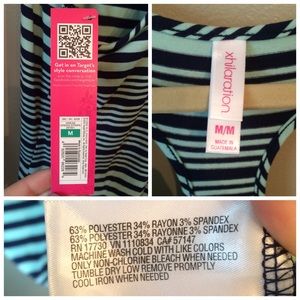 Get in on Target's
style conversation
M
xhilaration
M/M
MADE IN
GUATEMALA
63% POLYESTER 34% RAYON 3% SPANDEX
63% POLYESTER 34% RAYONNE 3% SPANDEX
RN 17730 VN 1110834 CA# 57147
MACHINE WASH COLD WITH LIKE COLORS
ONLY NON-CHLORINE BLEACH WHEN NEEDED
TUMBLE DRY LOW REMOVE PROMPTLY
COOL IRON WHEN NEEDED